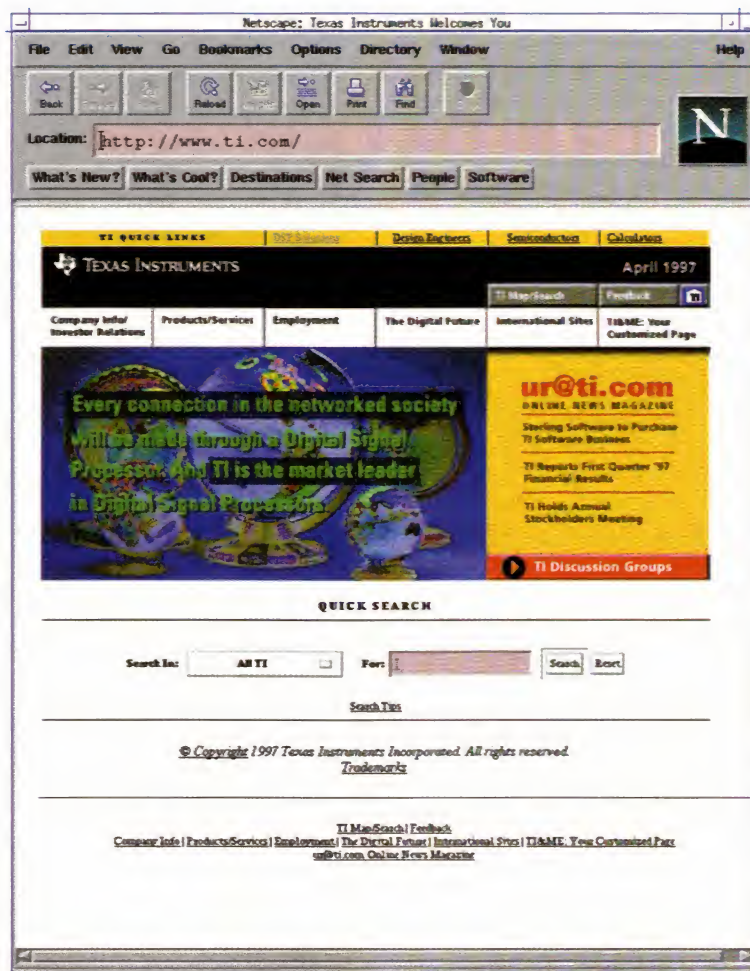 Netscape: Texas Instruments Welcomes You
File Edit View Go Bookmarks Options Directory Window Help
Back Reload Open Print Find
N
Location: http://www.ti.com/
What's New? What's Cool? Destinations Net Search People Software
TI QUICK LINKS DSP Solutions Design Engineers Semiconductors Calculators
TEXAS INSTRUMENTS April 1997
TI Map/Search Feedback
Company Info/ Investor Relations Products/Services Employment The Digital Future International Sites TI&ME: Your Customized Page
Every connection in the networked society
will be made through a Digital Signal
Processor. And TI is the market leader
in Digital Signal Processors.
ur@ti.com
ONLINE NEWS MAGAZINE
Sterling Software to Purchase
TI Software Business
TI Reports First Quarter '97
Financial Results
TI Holds Annual
Stockholders Meeting
TI Discussion Groups
QUICK SEARCH
Search In: All TI For: Search Reset
Search Tips
© Copyright 1997 Texas Instruments Incorporated. All rights reserved.
Trademarks
TI Map/Search | Feedback
Company Info | Products/Services | Employment | The Digital Future | International Sites | TI&ME: Your Customized Page
ur@ti.com Online News Magazine